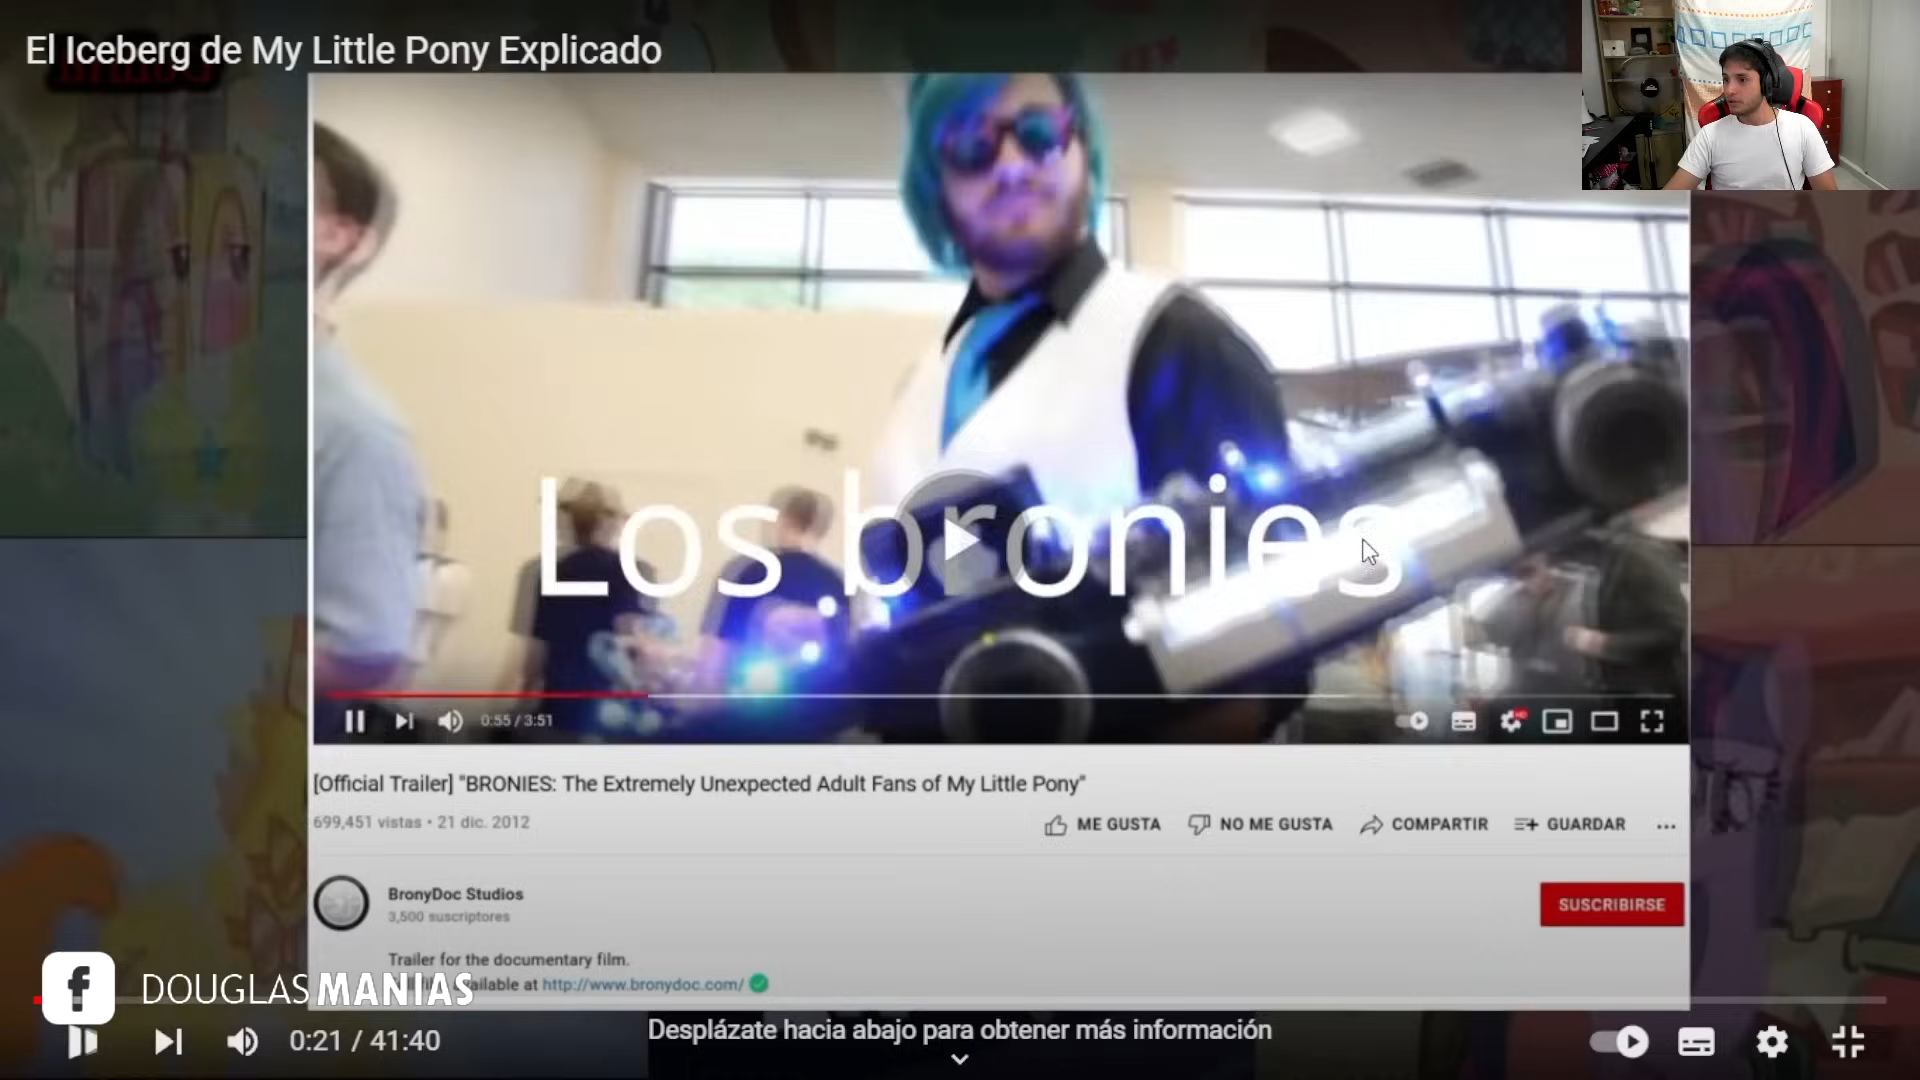 El Iceberg de My Little Pony Explicado
Los bronies
0:55 / 3:51
[Official Trailer] "BRONIES: The Extremely Unexpected Adult Fans of My Little Pony"
699,451 vistas • 21 dic. 2012
ME GUSTA
NO ME GUSTA
COMPARTIR
GUARDAR
BronyDoc Studios
3,500 suscriptores
SUSCRIBIRSE
Trailer for the documentary film.
available at http://www.bronydoc.com/
DOUGLASMANIAS
0:21 / 41:40
Desplázate hacia abajo para obtener más información